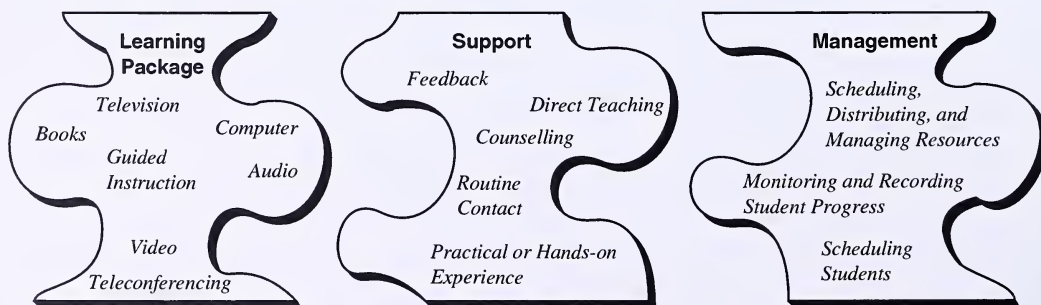 Learning
Package
Television
Books
Computer
Guided
Instruction
Audio
Video
Teleconferencing
Support
Feedback
Direct Teaching
Counselling
Routine
Contact
Practical or Hands-on
Experience
Management
Scheduling,
Distributing, and
Managing Resources
Monitoring and Recording
Student Progress
Scheduling
Students